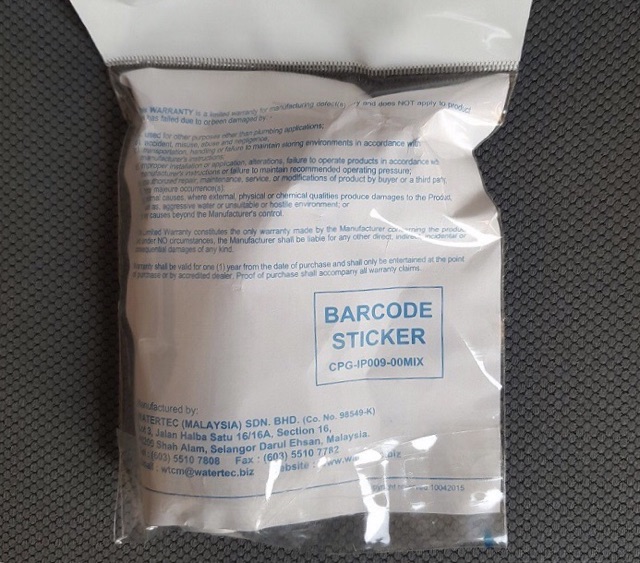 WARRANTY is a limited warranty for manufacturing defect(s) and does NOT apply to product
has failed due to or been damaged by:-
used for other purposes other than plumbing applications;
accident, misuse, abuse and negligence;
transportation, handling or failure to maintain storing environments in accordance with
manufacturer's instructions;
improper installation or application, alterations, failure to operate products in accordance
manufacturer's instructions or failure to maintain recommended operating pressure;
repair, maintenance, service, or modifications of product by buyer or a third party,
majeure occurrence(s).
causes, where external, physical or chemical qualities produce damages to the Product,
as, aggressive water or unsuitable or hostile environment; or
causes beyond the Manufacturer's control.
Limited Warranty constitutes the only warranty made by the Manufacturer concerning the product
under NO circumstances, the Manufacturer shall be liable for any other direct, indirect, incidental or
damages of any kind.
shall be valid for one (1) year from the date of purchase and shall only be entertained at the point
purchase or by accredited dealer. Proof of purchase shall accompany all warranty claims.
BARCODE
STICKER
CPG-IP009-00MIX
Manufactured by:
WATERTEC (MALAYSIA) SDN. BHD. (Co. No. 98549-K)
Jalan Halba Satu 16/16A, Section 16,
Shah Alam, Selangor Darul Ehsan, Malaysia.
(603) 5510 7808 Fax : (603) 5510 7782
: wtcm@watertec.biz Website :
10042015